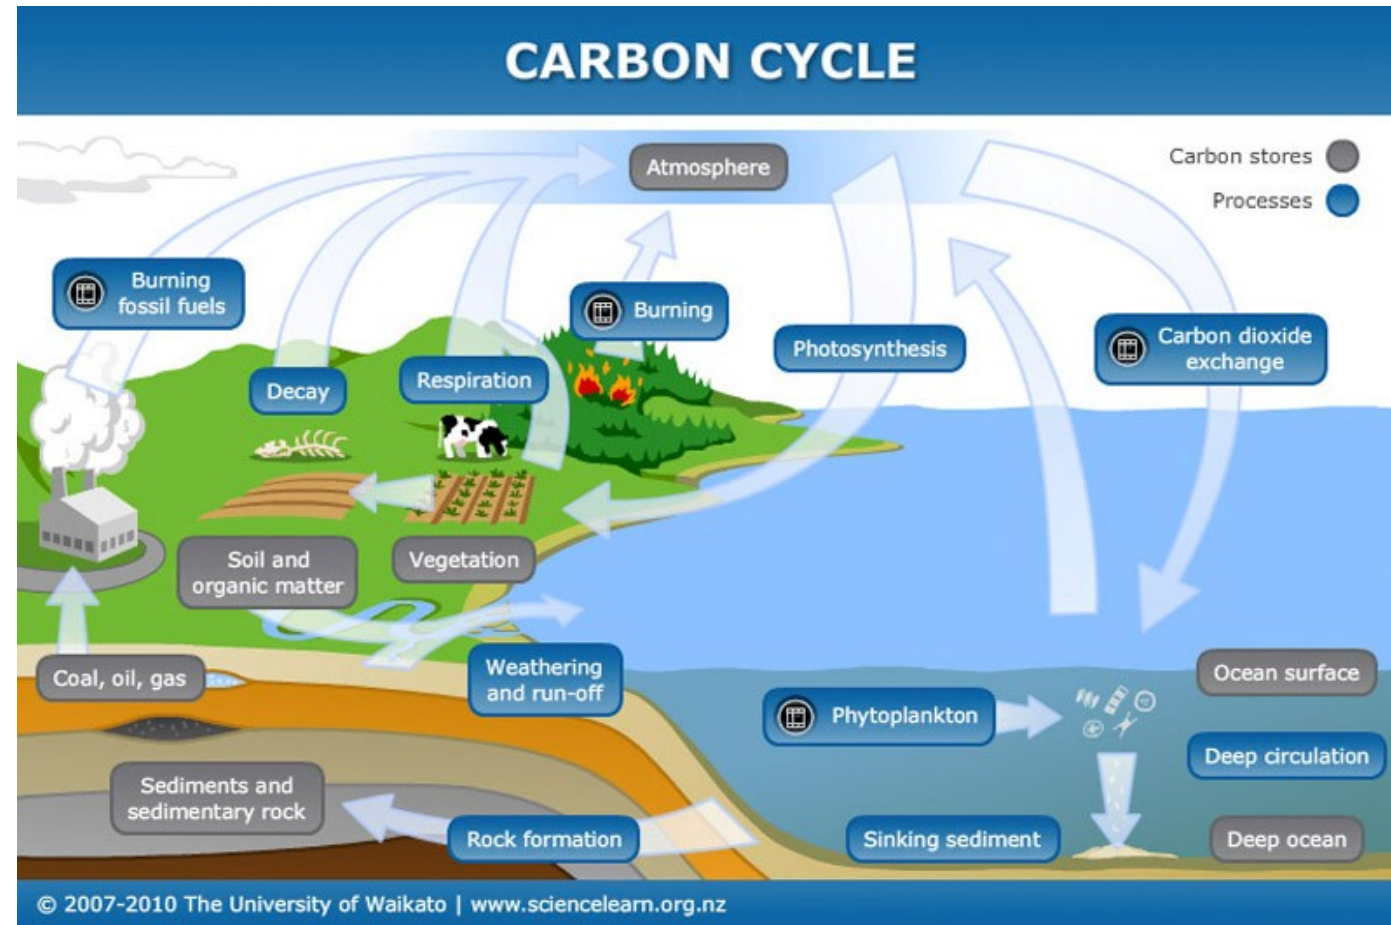 CARBON CYCLE
Atmosphere
Carbon stores
Processes
Burning
fossil fuels
Burning
Photosynthesis
Carbon dioxide
exchange
Decay
Respiration
Soil and
organic matter
Vegetation
Coal, oil, gas
Weathering
and run-off
Ocean surface
Phytoplankton
Deep circulation
Sediments and
sedimentary rock
Rock formation
Sinking sediment
Deep ocean
© 2007-2010 The University of Waikato | www.sciencelearn.org.nz